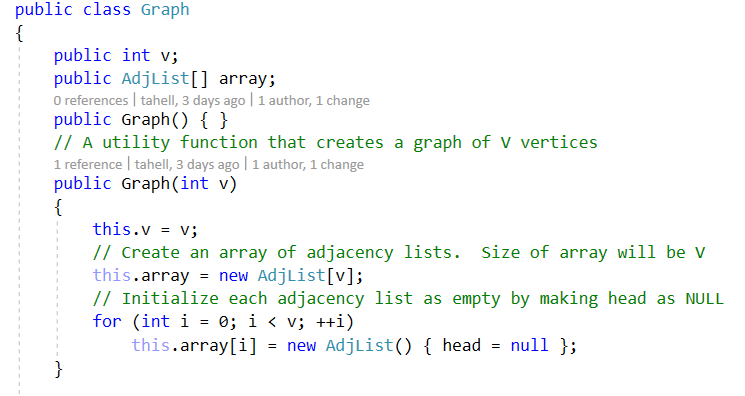 public class Graph
{
public int v;
public AdjList[] array;
0 references | tahell, 3 days ago | 1 author, 1 change
public Graph() { }
// A utility function that creates a graph of V vertices
1 reference | tahell, 3 days ago | 1 author, 1 change
public Graph(int v)
{
this.v = v;
// Create an array of adjacency lists.  Size of array will be V
this.array = new AdjList[v];
// Initialize each adjacency list as empty by making head as NULL
for (int i = 0; i < v; ++i)
this.array[i] = new AdjList() { head = null };
}